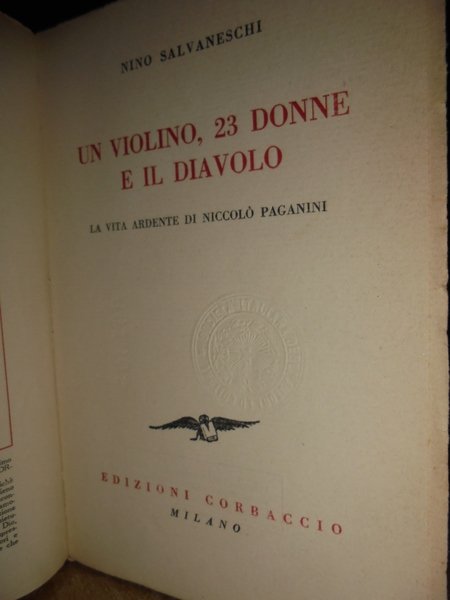 NINO SALVANESCHI
UN VIOLINO, 23 DONNE
E IL DIAVOLO
LA VITA ARDENTE DI NICCOLÒ PAGANINI
EDIZIONI CORBACCIO
MILANO